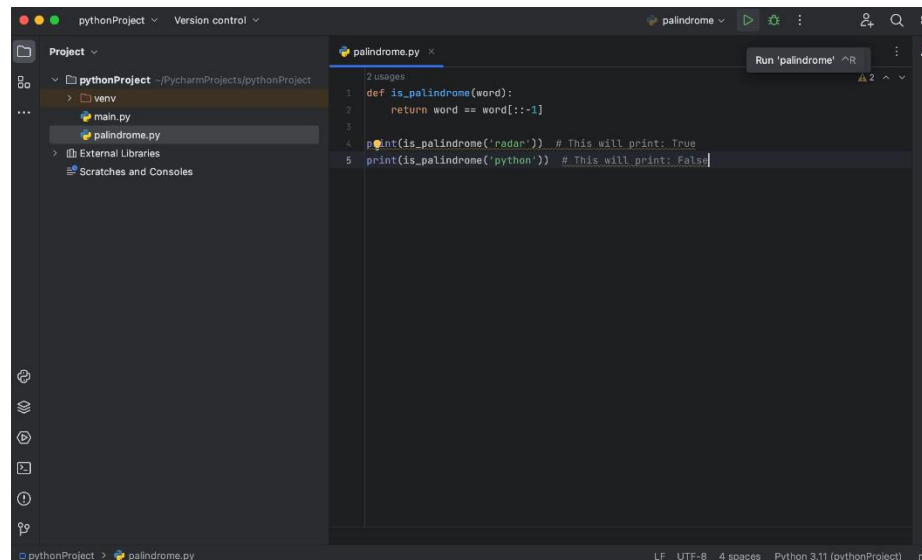 pythonProject Version control palindrome
Project
palindrome.py
Run 'palindrome' ^R
pythonProject ~/PycharmProjects/pythonProject
venv
main.py
palindrome.py
External Libraries
Scratches and Consoles
2 usages
2
1 def is_palindrome(word):
2 return word == word[::-1]
3
4 print(is_palindrome('radar')) # This will print: True
5 print(is_palindrome('python')) # This will print: False
pythonProject > palindrome.py LF UTF-8 4 spaces Python 3.11 (pythonProject)